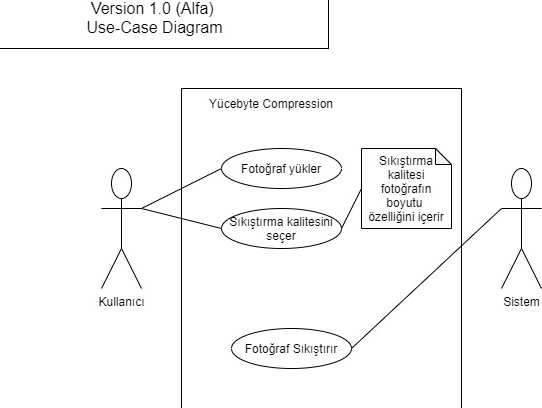 Version 1.0 (Alfa)
Use-Case Diagram
Yücebyte Compression
Fotoğraf yükler
Sıkıştırma
kalitesi
fotoğrafın
boyutu
özelliğini içerir
Sıkıştırma kalitesini
seçer
Kullanıcı
Sistem
Fotoğraf Sıkıştırır